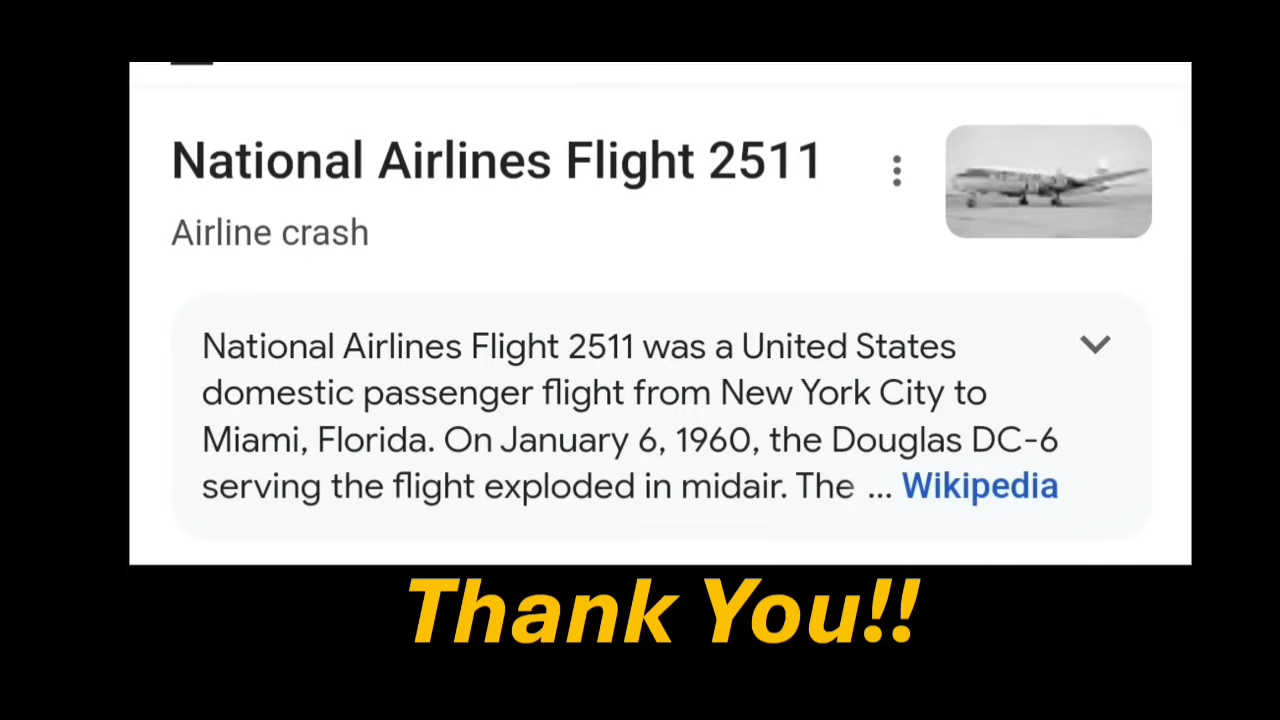 National Airlines Flight 2511
Airline crash
National Airlines Flight 2511 was a United States
domestic passenger flight from New York City to
Miami, Florida. On January 6, 1960, the Douglas DC-6
serving the flight exploded in midair. The ... Wikipedia
Thank You!!